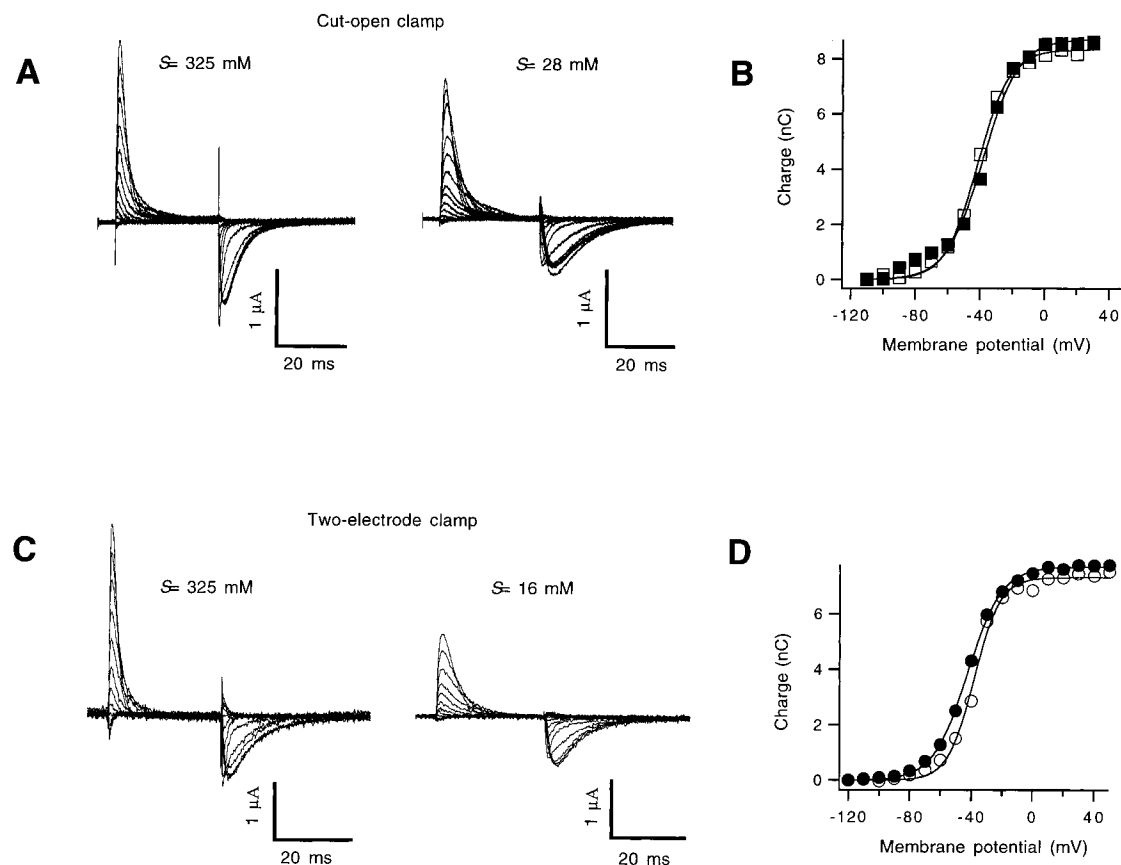 Cut-open clamp
A
S= 325 mM
S= 28 mM
1 μA
20 ms
1 μA
20 ms
B
8
6
4
2
0
Charge (nC)
-120
-80
-40
0
40
Membrane potential (mV)
Two-electrode clamp
C
S= 325 mM
S= 16 mM
1 μA
20 ms
1 μA
20 ms
D
6
4
2
0
Charge (nC)
-120
-80
-40
0
40
Membrane potential (mV)